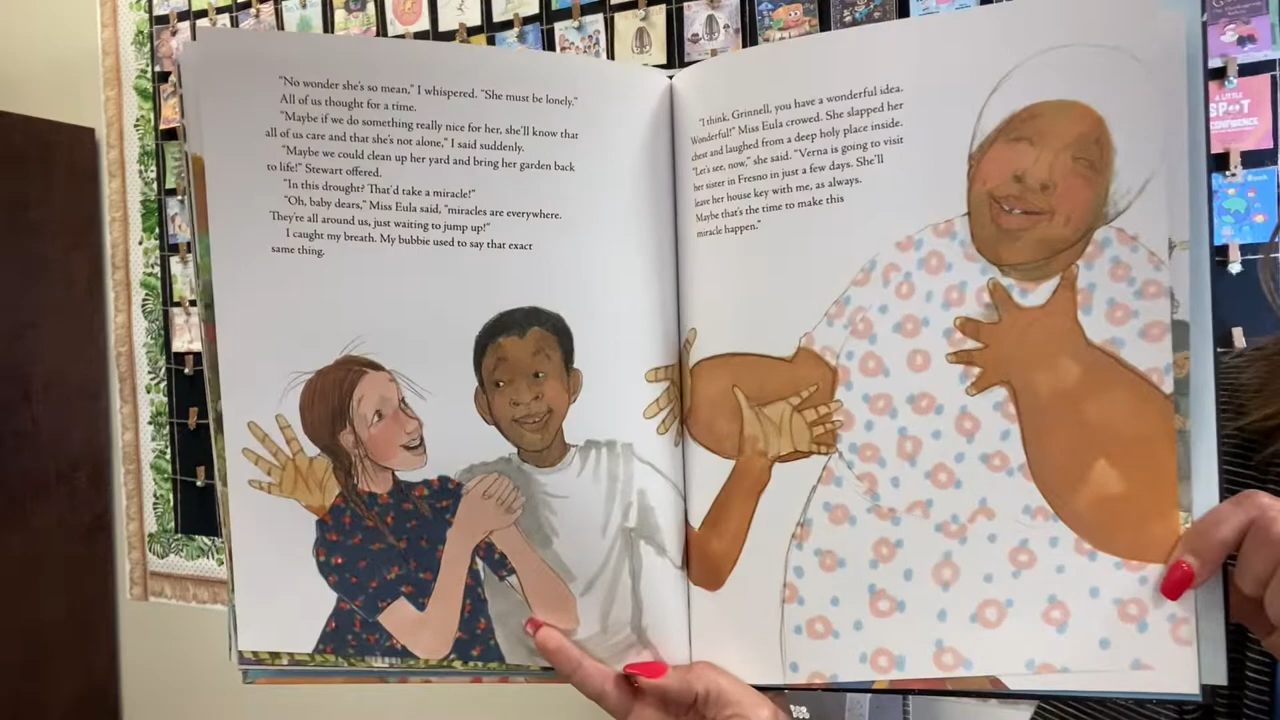 "No wonder she's so mean," I whispered. "She must be lonely."
All of us thought for a time.
"Maybe if we do something really nice for her, she'll know that
all of us care and that she's not alone," I said suddenly.
"Maybe we could clean up her yard and bring her garden back
to life!" Stewart offered.
"In this drought? That'd take a miracle!"
"Oh, baby dears," Miss Eula said, "miracles are everywhere.
They're all around us, just waiting to jump up!"
I caught my breath. My bubbie used to say that exact
same thing.
"I think, Grinnell, you have a wonderful idea.
Wonderful!" Miss Eula crowed. She slapped her
chest and laughed from a deep holy place inside.
"Let's see, now," she said. "Verna is going to visit
her sister in Fresno in just a few days. She'll
leave her house key with me, as always.
Maybe that's the time to make this
miracle happen."
A LITTLE
SPOT
CONFIDENCE
Book